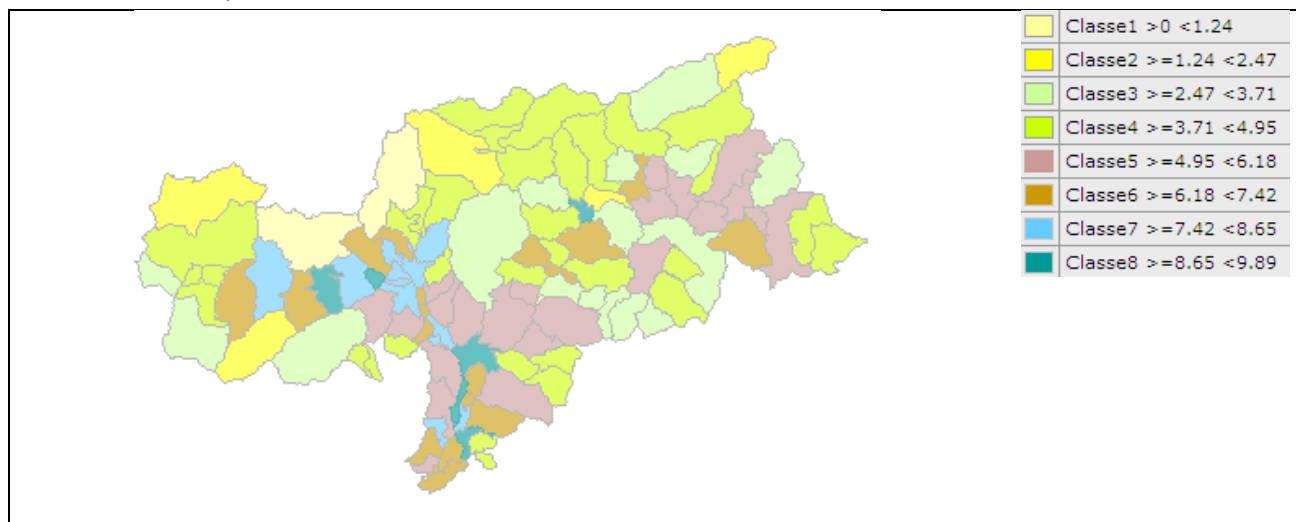 Classe1 >0 <1.24
Classe2 >=1.24 <2.47
Classe3 >=2.47 <3.71
Classe4 >=3.71 <4.95
Classe5 >=4.95 <6.18
Classe6 >=6.18 <7.42
Classe7 >=7.42 <8.65
Classe8 >=8.65 <9.89